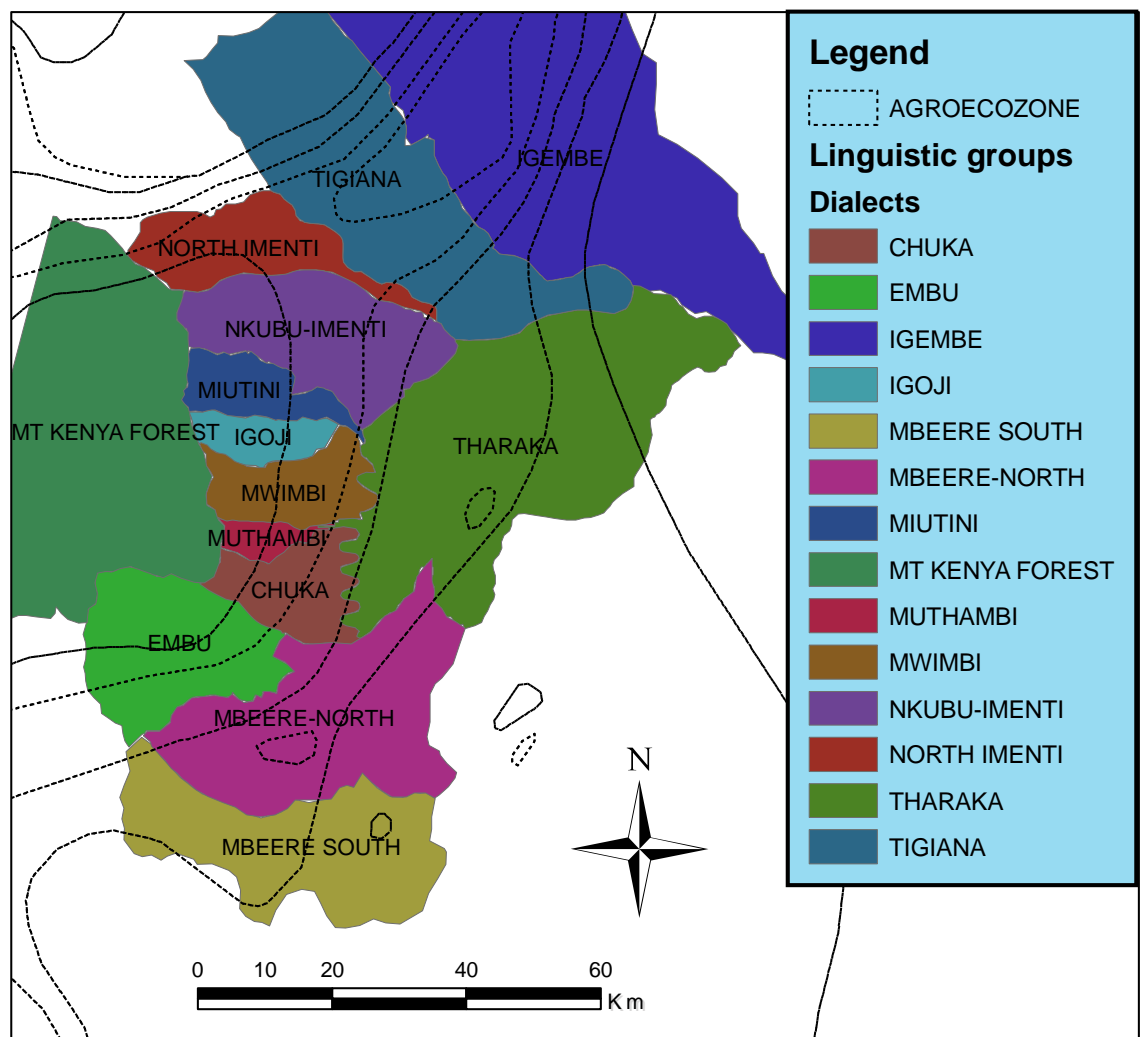 Legend
AGROECOZONE
Linguistic groups
Dialects
CHUKA
EMBU
IGEMBE
IGOJI
MBEERE SOUTH
MBEERE-NORTH
MIUTINI
MT KENYA FOREST
MUTHAMBI
MWIMBI
NKUBU-IMENTI
NORTH IMENTI
THARAKA
TIGIANA
IGEMBE
TIGIANA
NORTH IMENTI
NKUBU-IMENTI
MIUTINI
MT KENYA FOREST
IGOJI
THARAKA
MWIMBI
MUTHAMBI
CHUKA
EMBU
MBEERE-NORTH
MBEERE SOUTH
N
0 10 20 40 60
Km